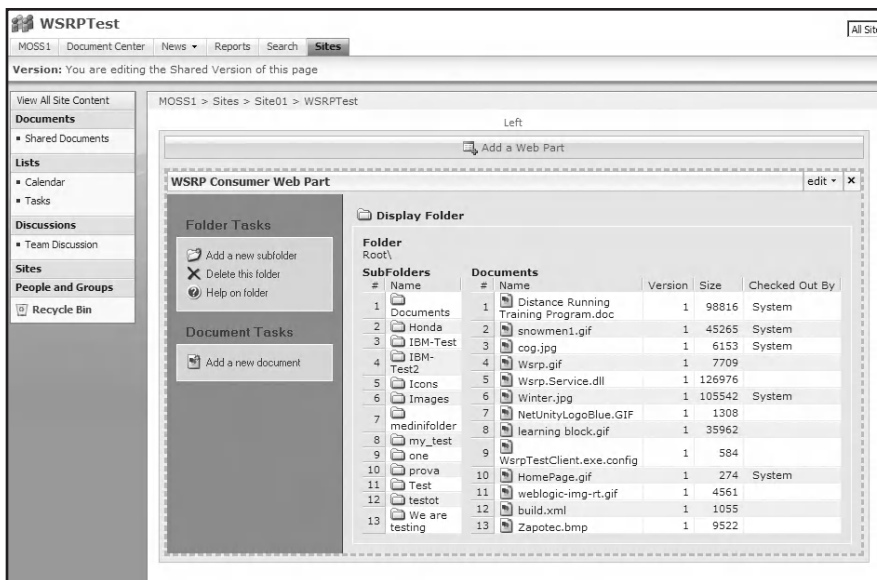 WSRPTest
All Site
MOSS1 Document Center News Reports Search Sites
Version: You are editing the Shared Version of this page
View All Site Content
Documents
Shared Documents
Lists
Calendar
Tasks
Discussions
Team Discussion
Sites
People and Groups
Recycle Bin
MOSS1 > Sites > Site01 > WSRPTest
Left
Add a Web Part
WSRP Consumer Web Part edit
Folder Tasks
Add a new subfolder
Delete this folder
Help on folder
Document Tasks
Add a new document
Display Folder
Folder
Root\
SubFolders
# Name
1 Documents
2 Honda
3 IBM-Test
4 IBM-
Test2
5 Icons
6 Images
7 medinifolder
8 my_test
9 one
10 prova
11 Test
12 testot
13 We are
testing
Documents
# Name Version Size Checked Out By
1 Distance Running
Training Program.doc 1 98816 System
2 snowmen1.gif 1 45265 System
3 cog.jpg 1 6153 System
4 Wsrp.gif 1 7709
5 Wsrp.Service.dll 1 126976
6 Winter.jpg 1 105542 System
7 NetUnityLogoBlue.GIF 1 1308
8 learning block.gif 1 35962
9 WsrpTestClient.exe.config 1 584
10 HomePage.gif 1 274 System
11 weblogic-img-rt.gif 1 4561
12 build.xml 1 1055
13 Zapotec.bmp 1 9522